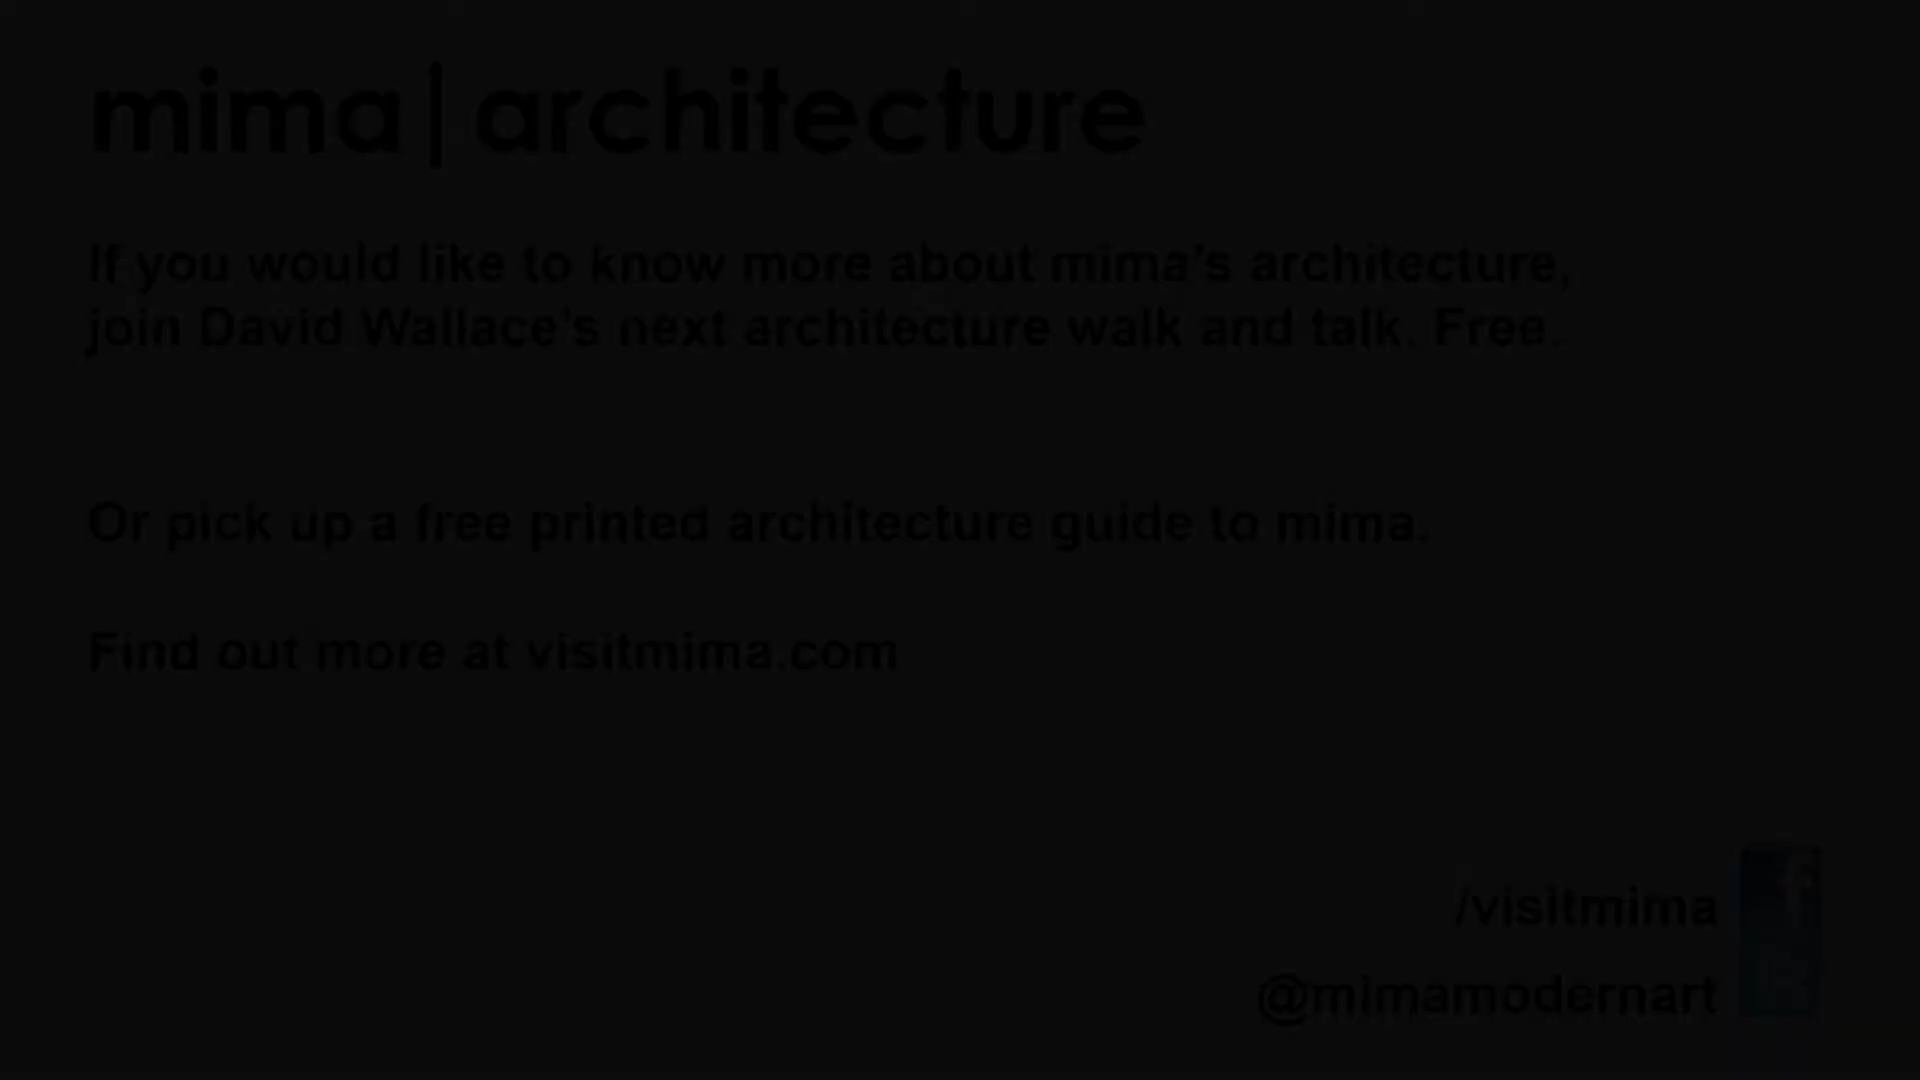 mima | architecture
If you would like to know more about mima's architecture,
join David Wallace's next architecture walk and talk. Free.
Or pick up a free printed architecture guide to mima.
Find out more at visitmima.com
/visitmima
f
@mimamodernart